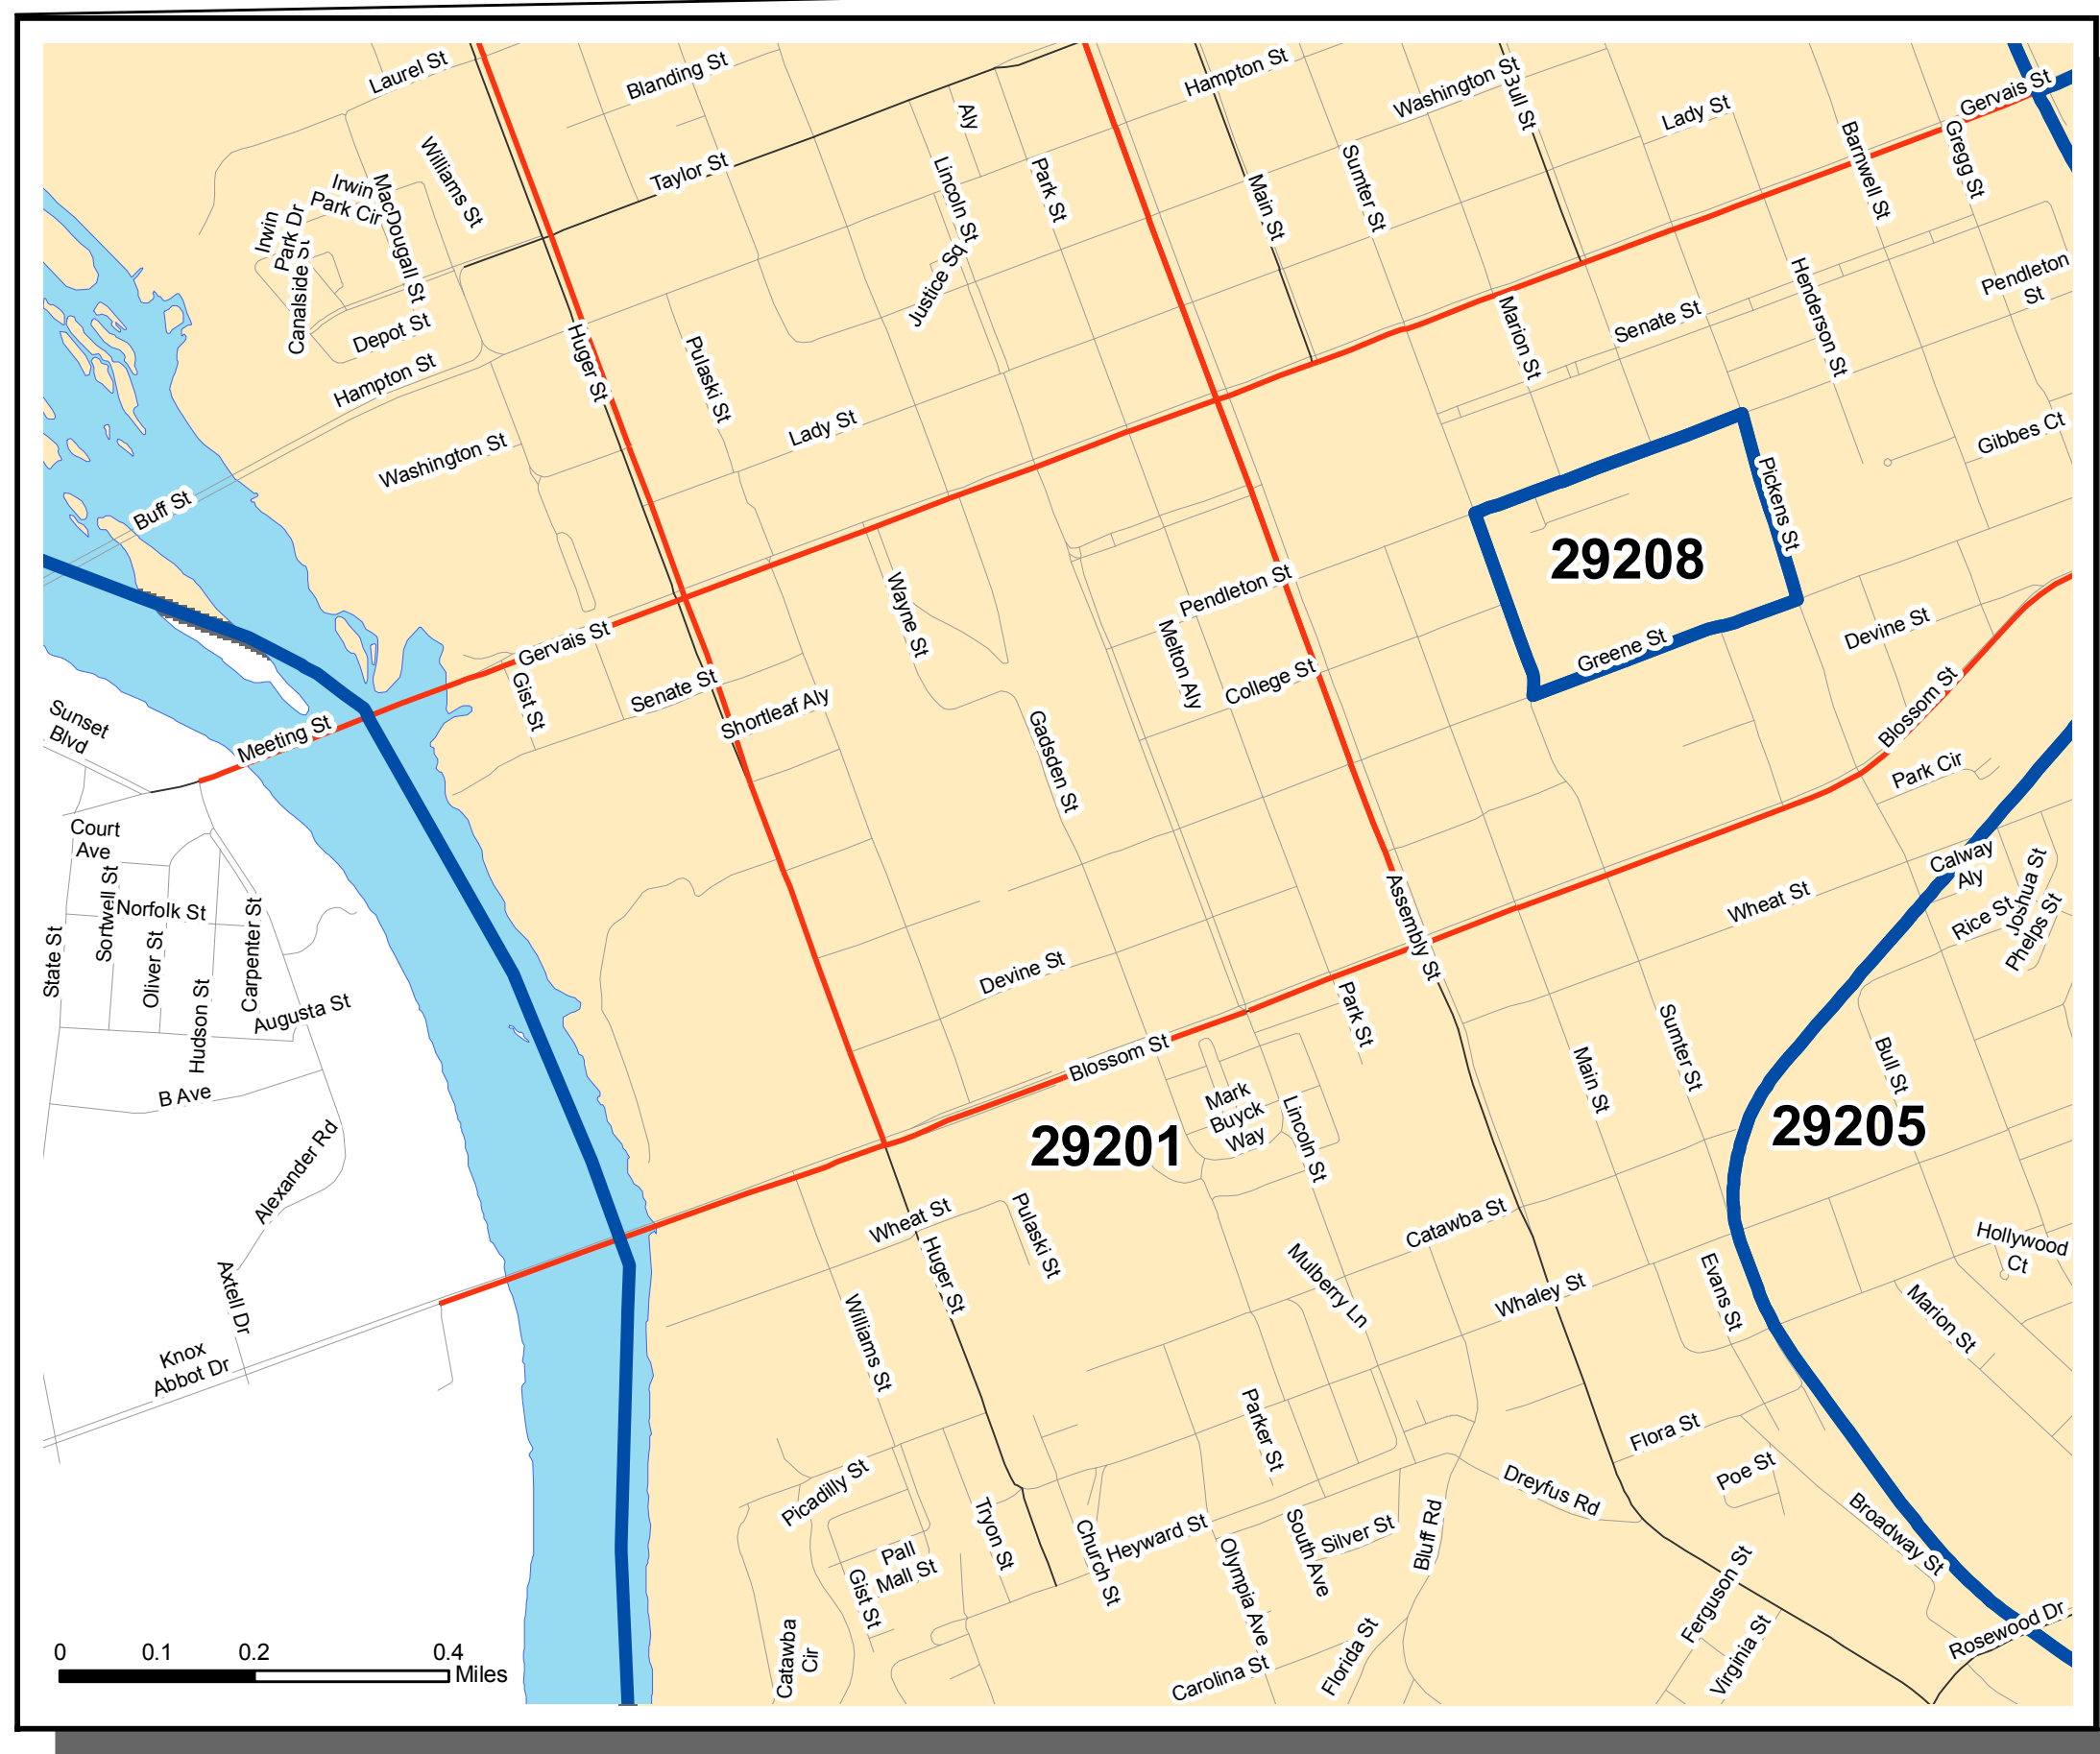 Laurel St
Blanding St
Hampton St
Washington St
Bull St
Lady St
Gervais St
Aly
Taylor St
Williams St
Irwin
Park Cir
MacDougall St
Irwin
Park Dr
Canalside St
Lincoln St
Park St
Main St
Sumter St
Barnwell St
Gregg St
Justice Sq
Huger St
Depot St
Hampton St
Pulaski St
Lady St
Washington St
Buff St
Marion St
Senate St
Henderson St
Pendleton
St
Gibbes Ct
Pickens St
29208
Greene St
Devine St
Blossom St
Park Cir
Pendleton St
Melton Aly
College St
Wayne St
Gervais St
Gist St
Senate St
Shortleaf Aly
Gadsden St
Sunset
Blvd
Meeting St
Court
Ave
Sortwell St
Norfolk St
State St
Oliver St
Hudson St
Carpenter St
Augusta St
B Ave
Alexander Rd
Axtell Dr
Knox
Abbot Dr
Assembly St
Devine St
Blossom St
Park St
Wheat St
Calway
Aly
Rice St
Joshua St
Phelps St
Main St
Sumter St
Bull St
29205
29201
Mark
Buyck
Way
Lincoln St
Wheat St
Pulaski St
Huger St
Williams St
Catawba St
Mulberry Ln
Whaley St
Evans St
Hollywood
Ct
Marion St
Parker St
Flora St
Poe St
Dreyfus Rd
Broadway St
Picadilly St
Tryon St
Church St
Heyward St
Olympia Ave
South Ave
Silver St
Bluff Rd
Pall
Mall St
Gist St
Catawba
Cir
Carolina St
Florida St
Ferguson St
Virginia St
Rosewood Dr
0 0.1 0.2 0.4
Miles